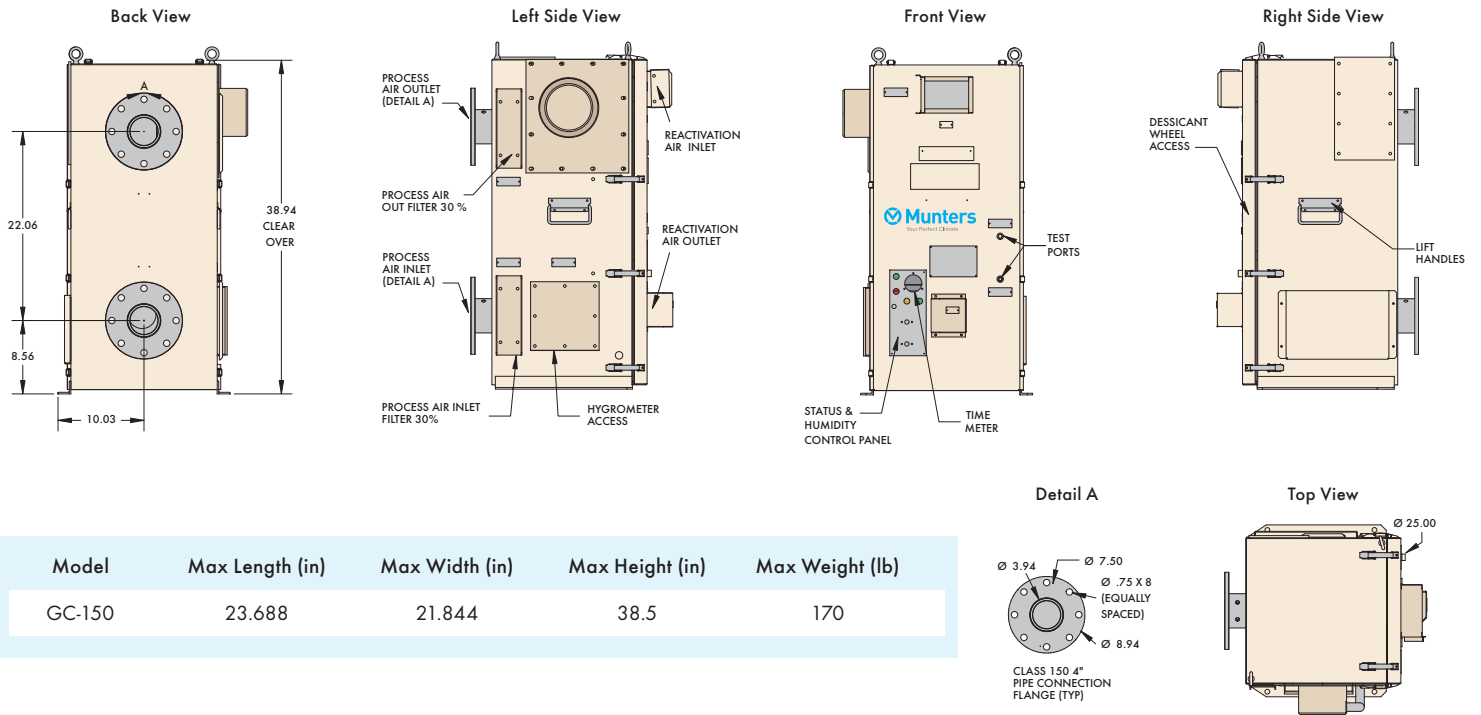 Back View
A
22.06
8.56
10.03
38.94
CLEAR
OVER
Left Side View
PROCESS
AIR OUTLET
(DETAIL A)
PROCESS AIR
OUT FILTER 30 %
PROCESS
AIR INLET
(DETAIL A)
PROCESS AIR INLET
FILTER 30%
HYGROMETER
ACCESS
REACTIVATION
AIR INLET
REACTIVATION
AIR OUTLET
Front View
Munters
Your Perfect Climate
TEST
PORTS
STATUS &
HUMIDITY
CONTROL PANEL
TIME
METER
Right Side View
DESSICANT
WHEEL
ACCESS
LIFT
HANDLES
Model Max Length (in) Max Width (in) Max Height (in) Max Weight (lb)
GC-150 23.688 21.844 38.5 170
Detail A
Ø 3.94
Ø 7.50
Ø .75 X 8
(EQUALLY
SPACED)
Ø 8.94
CLASS 150 4"
PIPE CONNECTION
FLANGE (TYP)
Top View
Ø 25.00